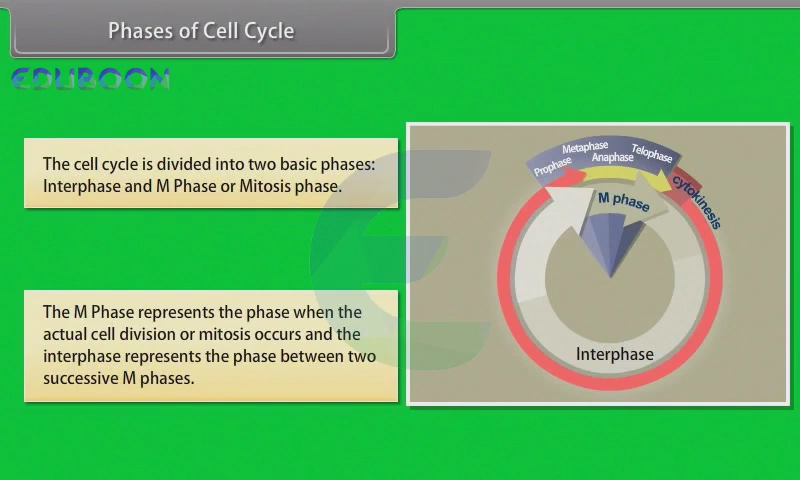 Phases of Cell Cycle
EDUBOON
The cell cycle is divided into two basic phases:
Interphase and M Phase or Mitosis phase.
The M Phase represents the phase when the
actual cell division or mitosis occurs and the
interphase represents the phase between two
successive M phases.
Prophase
Metaphase
Anaphase
Telophase
cytokinesis
M phase
Interphase